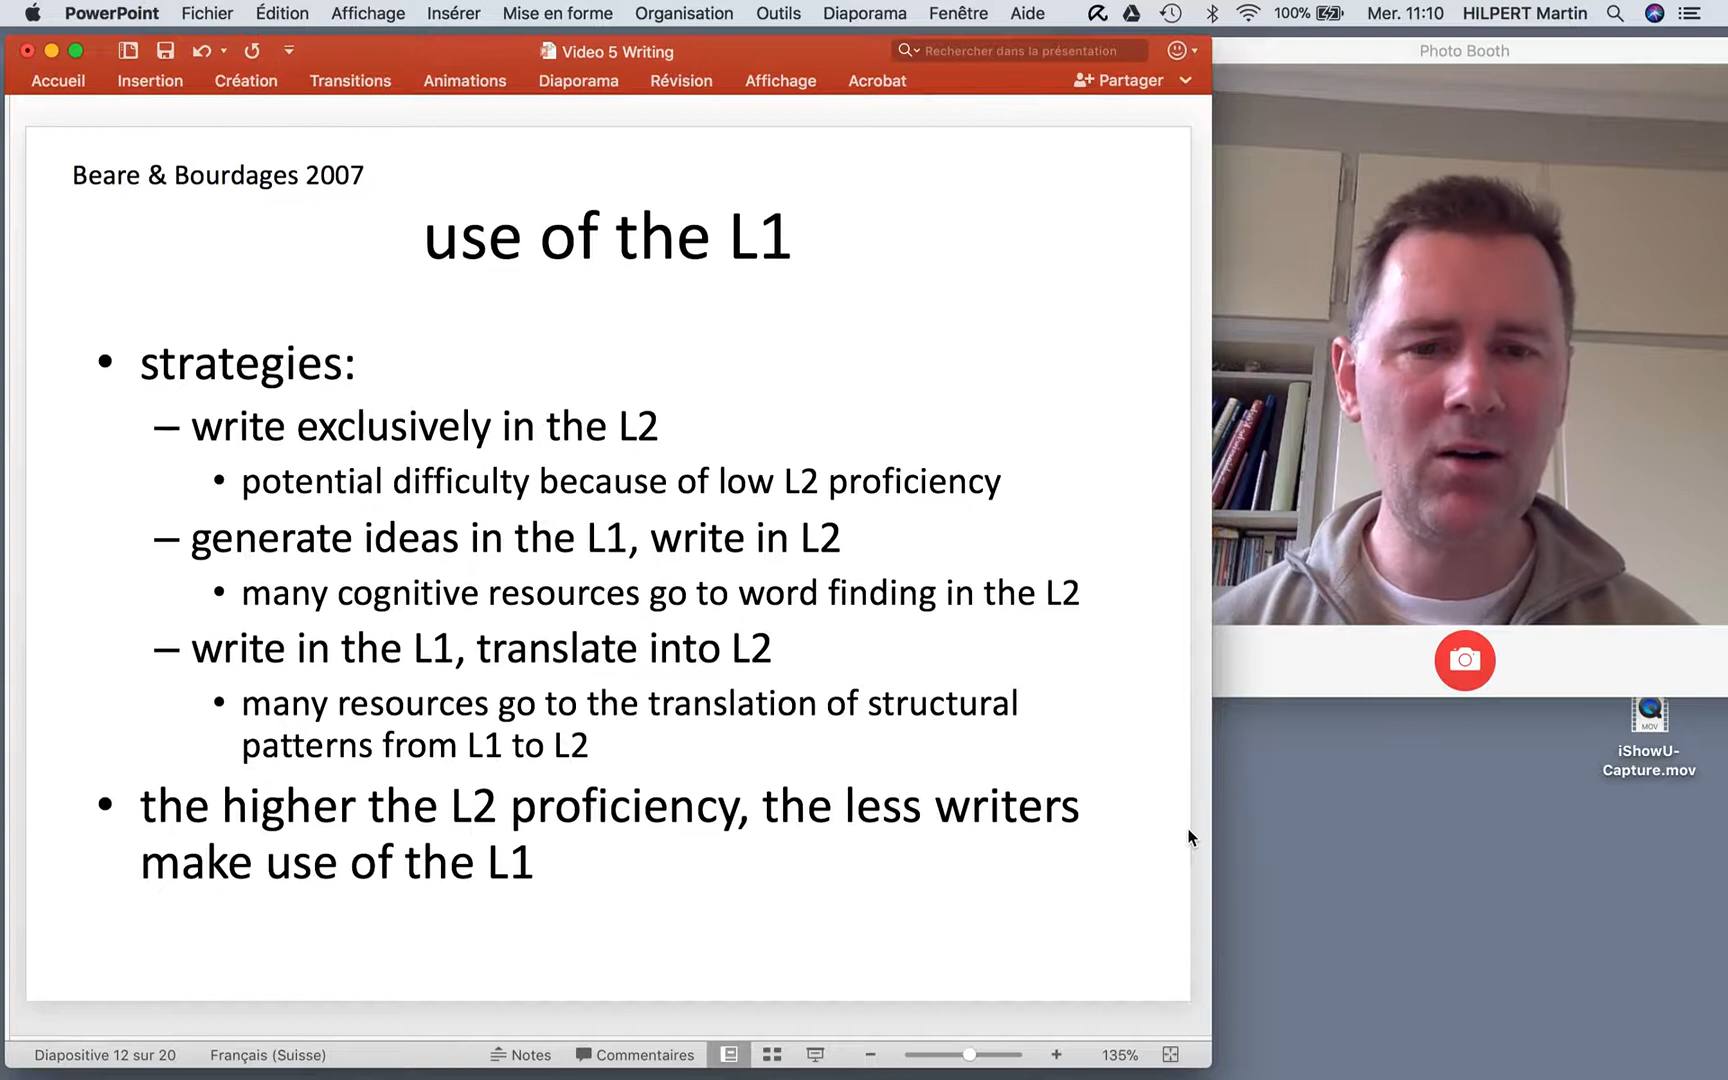 PowerPoint Fichier Édition Affichage Insérer Mise en forme Organisation Outils Diaporama Fenêtre Aide 100% Mer. 11:10 HILPERT Martin
Video 5 Writing
Rechercher dans la présentation
Photo Booth
Accueil Insertion Création Transitions Animations Diaporama Révision Affichage Acrobat Partager
Beare & Bourdages 2007
use of the L1
• strategies:
– write exclusively in the L2
• potential difficulty because of low L2 proficiency
– generate ideas in the L1, write in L2
• many cognitive resources go to word finding in the L2
– write in the L1, translate into L2
• many resources go to the translation of structural
patterns from L1 to L2
• the higher the L2 proficiency, the less writers
make use of the L1
MOV
iShowU-
Capture.mov
Diapositive 12 sur 20 Français (Suisse) Notes Commentaires 135%